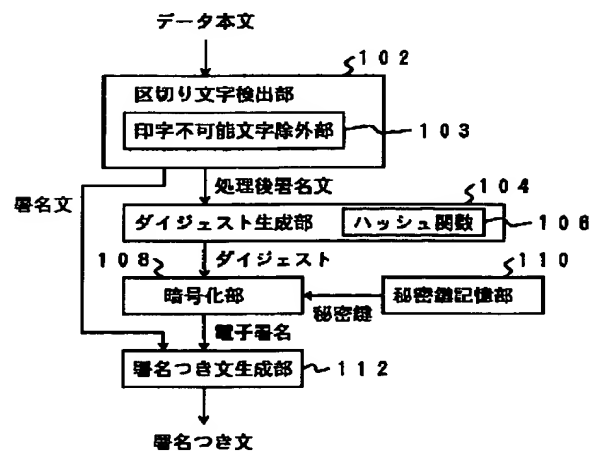 データ本文
102
区切り文字検出部
印字不可能文字除外部
103
処理後署名文
署名文
104
ダイジェスト生成部
ハッシュ関数
106
108
ダイジェスト
110
暗号化部
秘密鍵
秘密鍵記憶部
電子署名
署名つき文生成部
112
署名つき文